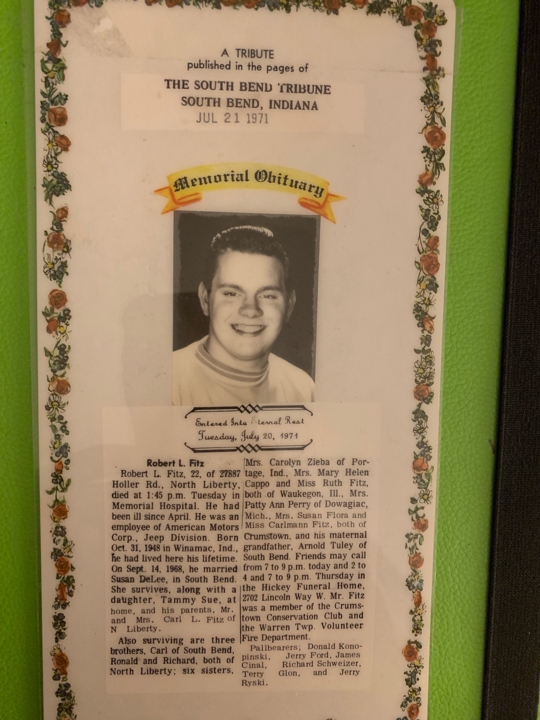 A TRIBUTE
published in the pages of
THE SOUTH BEND TRIBUNE
SOUTH BEND, INDIANA
JUL 21 1971
Memorial Obituary
Entered Into Eternal Rest
Tuesday, July 20, 1971
Robert L. Fitz
Robert L. Fitz, 22, of 27887
Holler Rd., North Liberty,
died at 1:45 p.m. Tuesday in
Memorial Hospital. He had
been ill since April. He was an
employee of American Motors
Corp., Jeep Division. Born
Oct. 31, 1948 in Winamac, Ind.,
he had lived here his lifetime.
On Sept. 14, 1968, he married
Susan DeLee, in South Bend.
She survives, along with a
daughter, Tammy Sue, at
home, and his parents, Mr.
and Mrs. Carl L. Fitz of
N Liberty.
Also surviving are three
brothers, Carl of South Bend,
Ronald and Richard, both of
North Liberty; six sisters,
Mrs. Carolyn Zieba of Por-
tage, Ind., Mrs. Mary Helen
Cappo and Miss Ruth Fitz,
both of Waukegon, Ill., Mrs.
Patty Ann Perry of Dowagiac,
Mich., Mrs. Susan Flora and
Miss Carlmann Fitz, both of
Crumstown, and his maternal
grandfather, Arnold Tuley of
South Bend. Friends may call
from 7 to 9 p.m. today and 2 to
4 and 7 to 9 p.m. Thursday in
the Hickey Funeral Home,
2702 Lincoln Way W. Mr. Fitz
was a member of the Crums-
town Conservation Club and
the Warren Twp. Volunteer
Fire Department.
Pallbearers, Donald Kono-
pinski, Jerry Ford, James
Cinal, Richard Schweizer,
Terry Glon, and Jerry
Ryski.